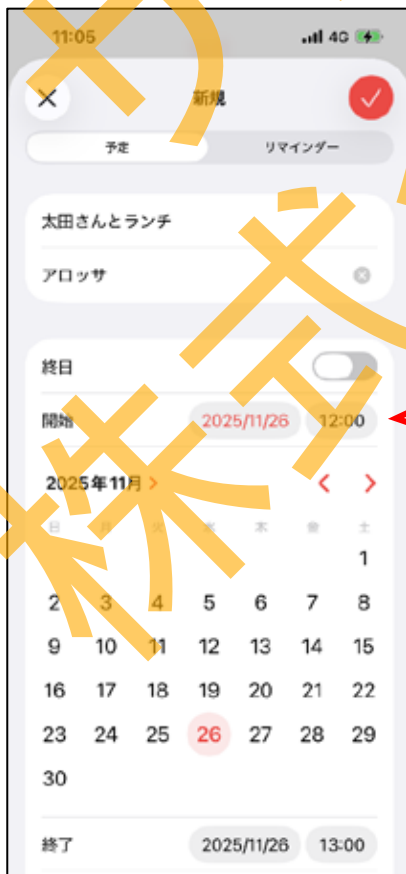 11:05 4G
新規
予定 リマインダー
太田さんとランチ
アロッサ
終日
開始 2025/11/26 12:00
2025年11月
日 月 火 水 木 金 土
1
2 3 4 5 6 7 8
9 10 11 12 13 14 15
16 17 18 19 20 21 22
23 24 25 26 27 28 29
30
終了 2025/11/26 13:00
株式